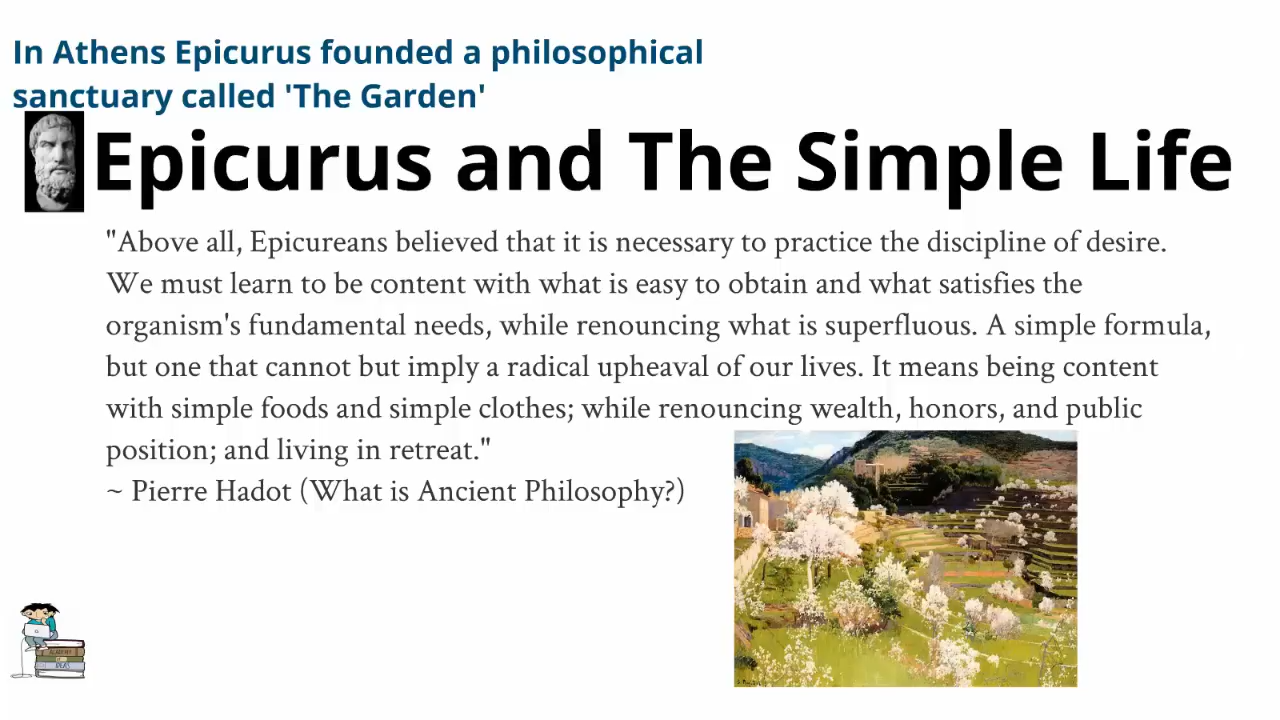 In Athens Epicurus founded a philosophical
sanctuary called 'The Garden'
Epicurus and The Simple Life
"Above all, Epicureans believed that it is necessary to practice the discipline of desire.
We must learn to be content with what is easy to obtain and what satisfies the
organism's fundamental needs, while renouncing what is superfluous. A simple formula,
but one that cannot but imply a radical upheaval of our lives. It means being content
with simple foods and simple clothes; while renouncing wealth, honors, and public
position; and living in retreat."
~ Pierre Hadot (What is Ancient Philosophy?)
ACADEMY
OF
IDEAS